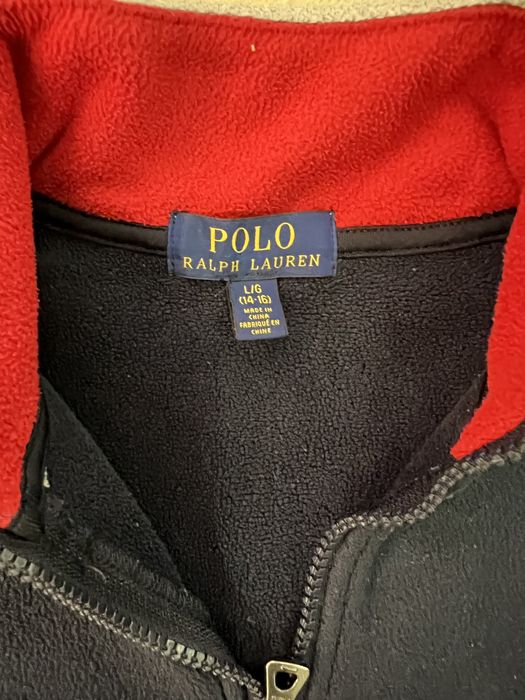 POLO
RALPH LAUREN
L/G
(14-16)
MADE IN
CHINA
FABRIQUÉ EN
CHINE